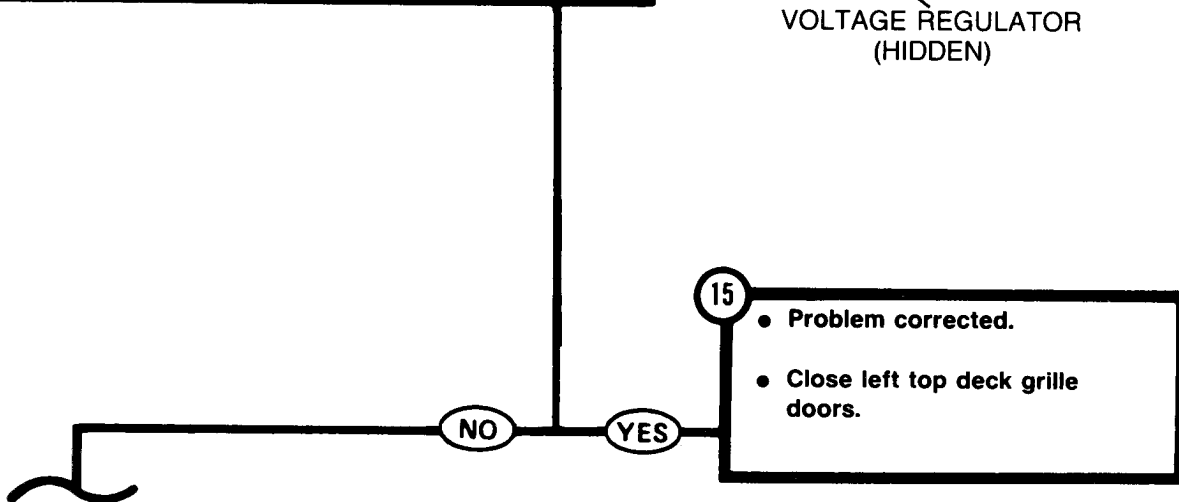 VOLTAGE REGULATOR
(HIDDEN)
15
● Problem corrected.
● Close left top deck grille
doors.
NO
YES